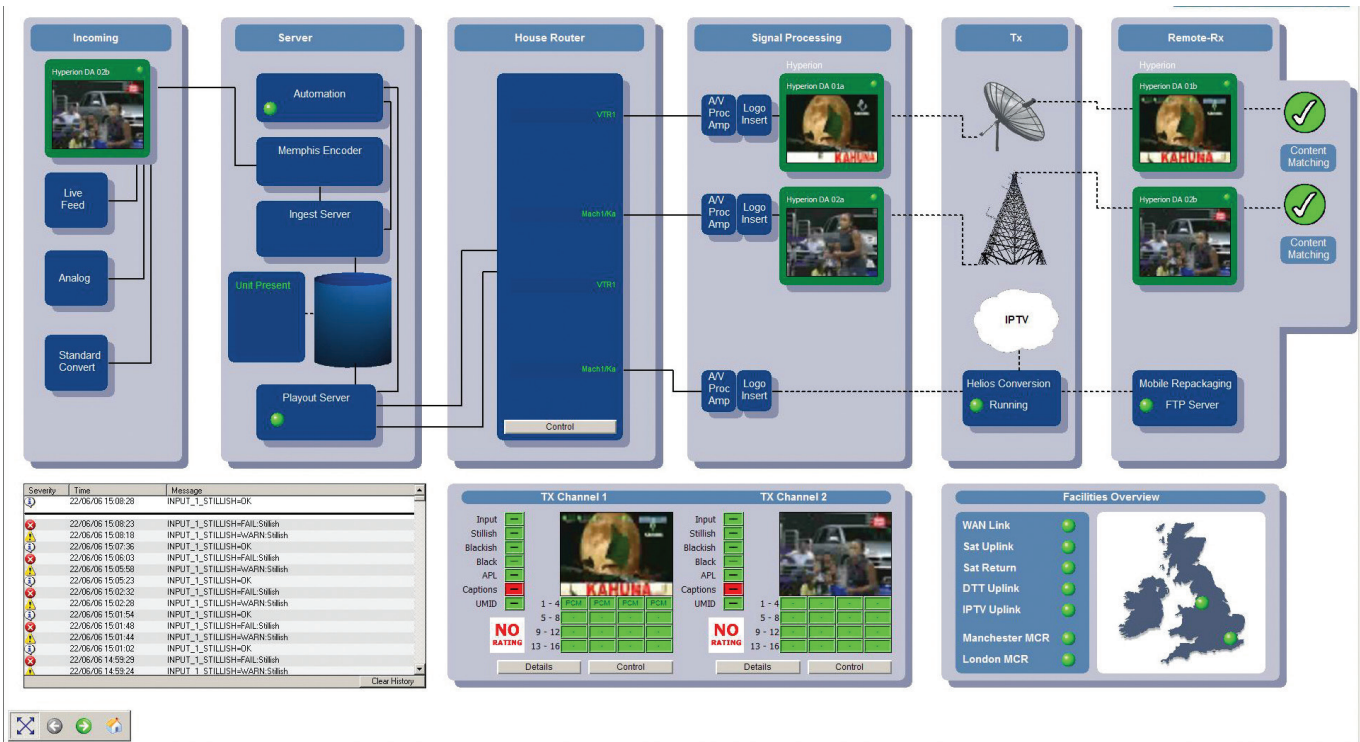 Incoming
Server
House Router
Signal Processing
Tx
Remote-Rx
Hyperion DA 02b
Live
Feed
Analog
Standard
Convert
Automation
Memphis Encoder
Ingest Server
Unit Present
Playout Server
VTR1
Mach1/Ka
VTR1
Mach1/Ka
Control
A/V
Proc
Amp
Logo
Insert
Hyperion
Hyperion DA 01a
KAHUNA
A/V
Proc
Amp
Logo
Insert
Hyperion DA 02a
A/V
Proc
Amp
Logo
Insert
IPTV
Helios Conversion
Running
Hyperion
Hyperion DA 01b
KAHUNA
Hyperion DA 02b
Mobile Repackaging
FTP Server
Content
Matching
Content
Matching
Severity Time Message
22/06/06 15:08:28 INPUT_1_STILLISH=OK
22/06/06 15:08:23 INPUT_1_STILLISH=FAIL:Stillish
22/06/06 15:08:18 INPUT_1_STILLISH=WARN:Stillish
22/06/06 15:07:36 INPUT_1_STILLISH=OK
22/06/06 15:06:03 INPUT_1_STILLISH=FAIL:Stillish
22/06/06 15:05:58 INPUT_1_STILLISH=WARN:Stillish
22/06/06 15:05:23 INPUT_1_STILLISH=OK
22/06/06 15:02:32 INPUT_1_STILLISH=FAIL:Stillish
22/06/06 15:02:28 INPUT_1_STILLISH=WARN:Stillish
22/06/06 15:01:54 INPUT_1_STILLISH=OK
22/06/06 15:01:48 INPUT_1_STILLISH=FAIL:Stillish
22/06/06 15:01:44 INPUT_1_STILLISH=WARN:Stillish
22/06/06 15:01:02 INPUT_1_STILLISH=OK
22/06/06 14:59:29 INPUT_1_STILLISH=FAIL:Stillish
22/06/06 14:59:24 INPUT_1_STILLISH=WARN:Stillish
Clear History
TX Channel 1
Input
Stillish
Blackish
Black
APL
Captions
UMID
KAHUNA
1 - 4 PCM PCM PCM PCM
5 - 8
9 - 12
13 - 16
NO
RATING
Details Control
TX Channel 2
Input
Stillish
Blackish
Black
APL
Captions
UMID
1 - 4
5 - 8
9 - 12
13 - 16
NO
RATING
Details Control
Facilities Overview
WAN Link
Sat Uplink
Sat Return
DTT Uplink
IPTV Uplink
Manchester MCR
London MCR